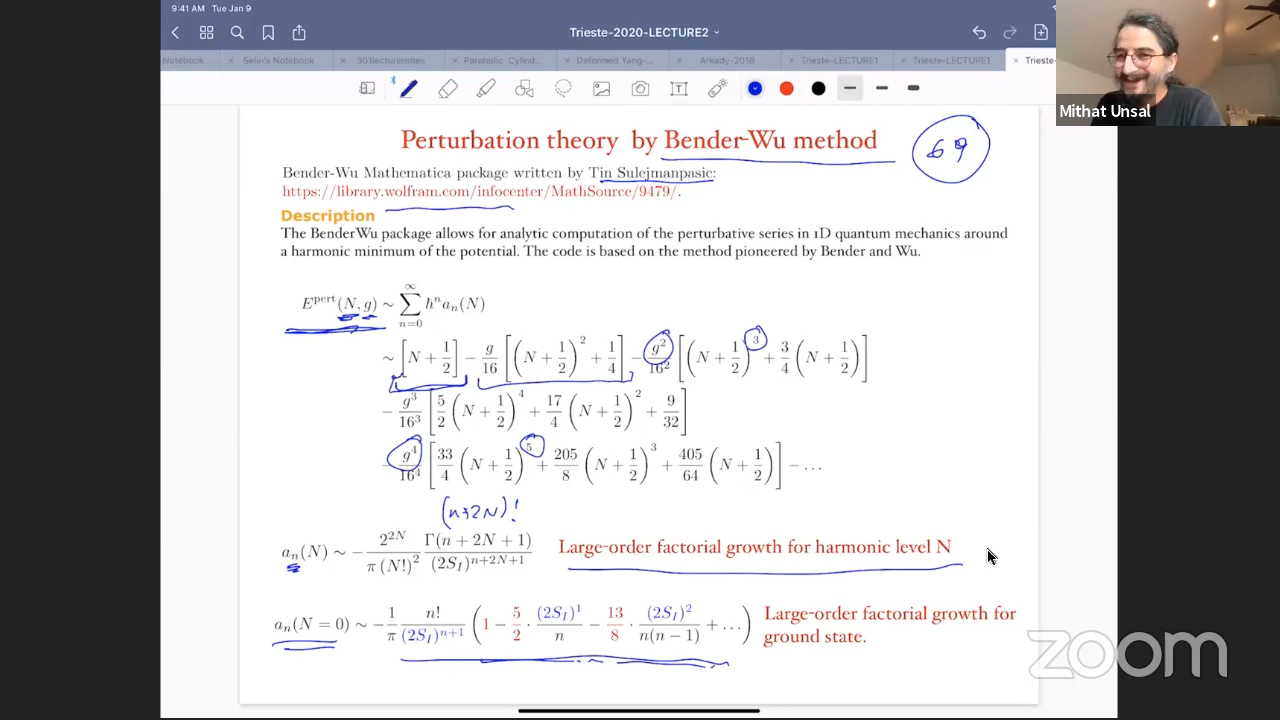 9:41 AM Tue Jan 9
Trieste-2020-LECTURE2
Notebook
Selin's Notebook
301lecturenotes
Parabolic Cylind...
Deformed Yang-...
Arkady-2018
Trieste-LECTURE1
Trieste-LECTURE1
Trieste-
Mithat Unsal
Perturbation theory by Bender-Wu method
69
Bender-Wu Mathematica package written by Tin Sulejmanpasic:
https://library.wolfram.com/infocenter/MathSource/9479/.
Description
The BenderWu package allows for analytic computation of the perturbative series in 1D quantum mechanics around
a harmonic minimum of the potential. The code is based on the method pioneered by Bender and Wu.
E^pert(N, g) ∼ ∑_{n=0}^{∞} ħ^n a_n(N)
∼ [N + 1/2] − g/16 [(N + 1/2)^2 + 1/4] − g^2/16^2 [(N + 1/2)^3 + 3/4 (N + 1/2)]
− g^3/16^3 [5/2 (N + 1/2)^4 + 17/4 (N + 1/2)^2 + 9/32]
− g^4/16^4 [33/4 (N + 1/2)^5 + 205/8 (N + 1/2)^3 + 405/64 (N + 1/2)] − …
(n+2N)!
a_n(N) ∼ − 2^{2N}/(π (N!)^2) Γ(n + 2N + 1)/(2S_I)^{n+2N+1} Large-order factorial growth for harmonic level N
a_n(N = 0) ∼ − 1/π n!/(2S_I)^{n+1} (1 − 5/2 · (2S_I)^1/n − 13/8 · (2S_I)^2/n(n−1) + …) Large-order factorial growth for
ground state.
zoom